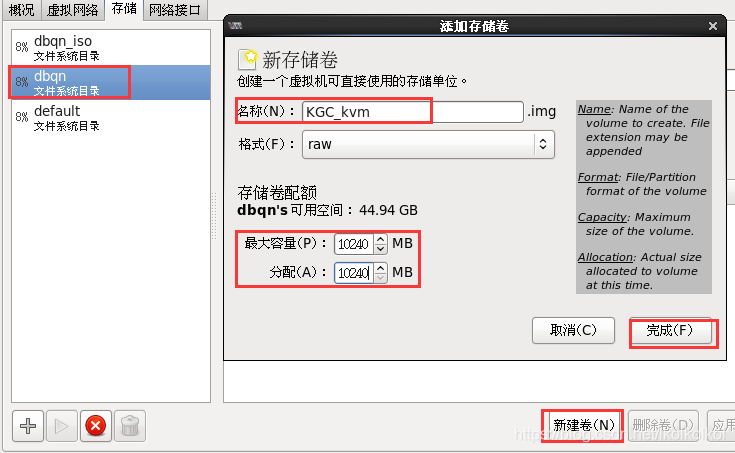 概况 虚拟网络 存储 网络接口
8% dbqn_iso
文件系统目录
8% dbqn
文件系统目录
8% default
文件系统目录
添加存储卷
新存储卷
创建一个虚拟机可直接使用的存储单位。
名称(N)： KGC_kvm .img
格式(F)： raw
存储卷配额
dbqn's 可用空间： 44.94 GB
最大容量(P)： 10240 MB
分配(A)： 10240 MB
Name: Name of the
volume to create. File
extension may be
appended
Format: File/Partition
format of the volume
Capacity: Maximum
size of the volume.
Allocation: Actual size
allocated to volume
at this time.
取消(C) 完成(F)
新建卷(N) 删除卷(D) 应用